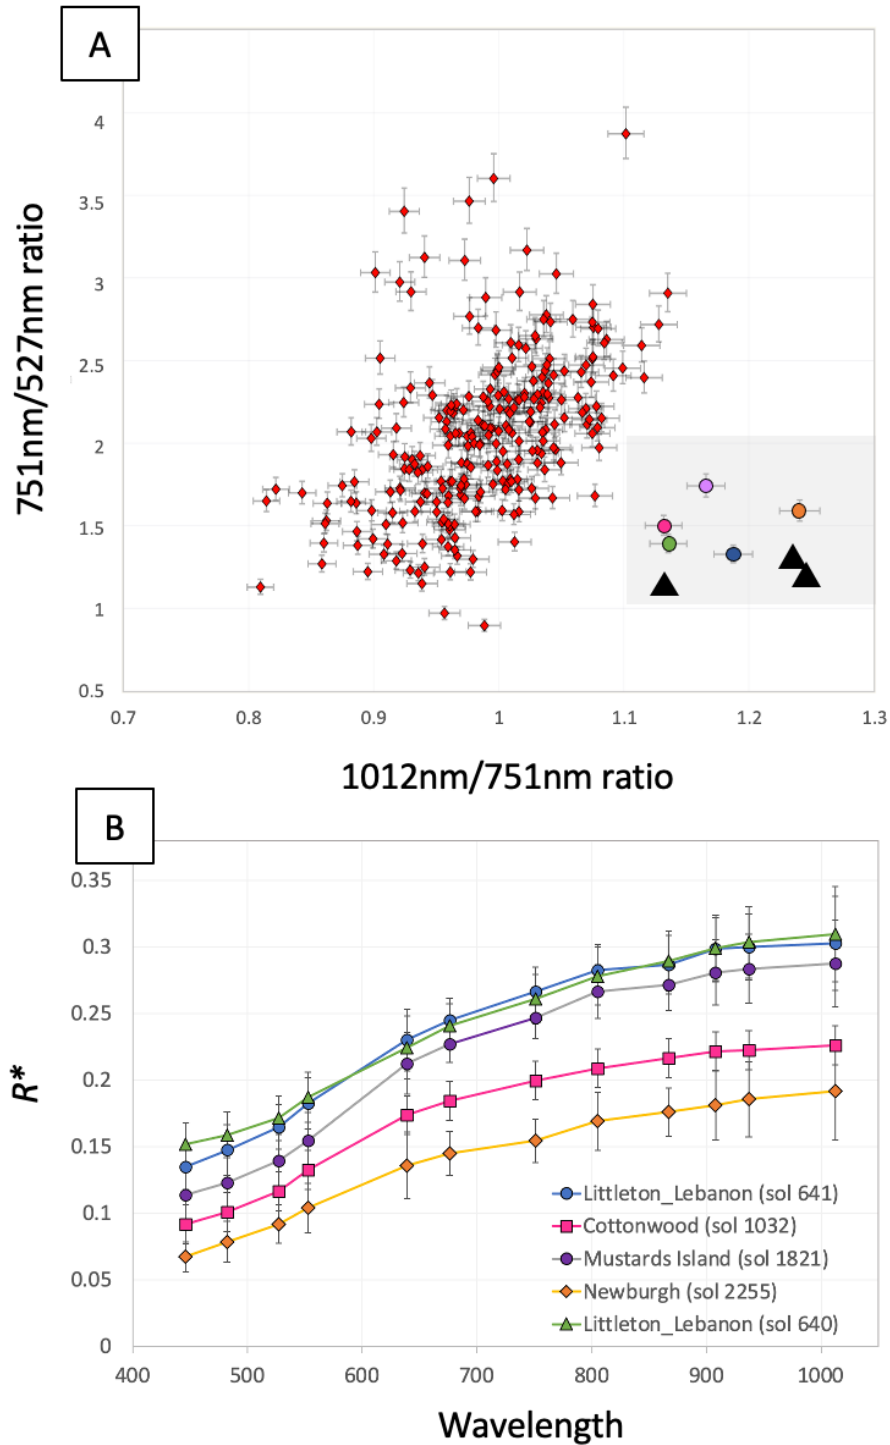 A
751nm/527nm ratio
4
3.5
3
2.5
2
1.5
1
0.5
0.7 0.8 0.9 1 1.1 1.2 1.3
1012nm/751nm ratio
B
R*
0.35
0.3
0.25
0.2
0.15
0.1
0.05
0
Littleton_Lebanon (sol 641)
Cottonwood (sol 1032)
Mustards Island (sol 1821)
Newburgh (sol 2255)
Littleton_Lebanon (sol 640)
400 500 600 700 800 900 1000
Wavelength